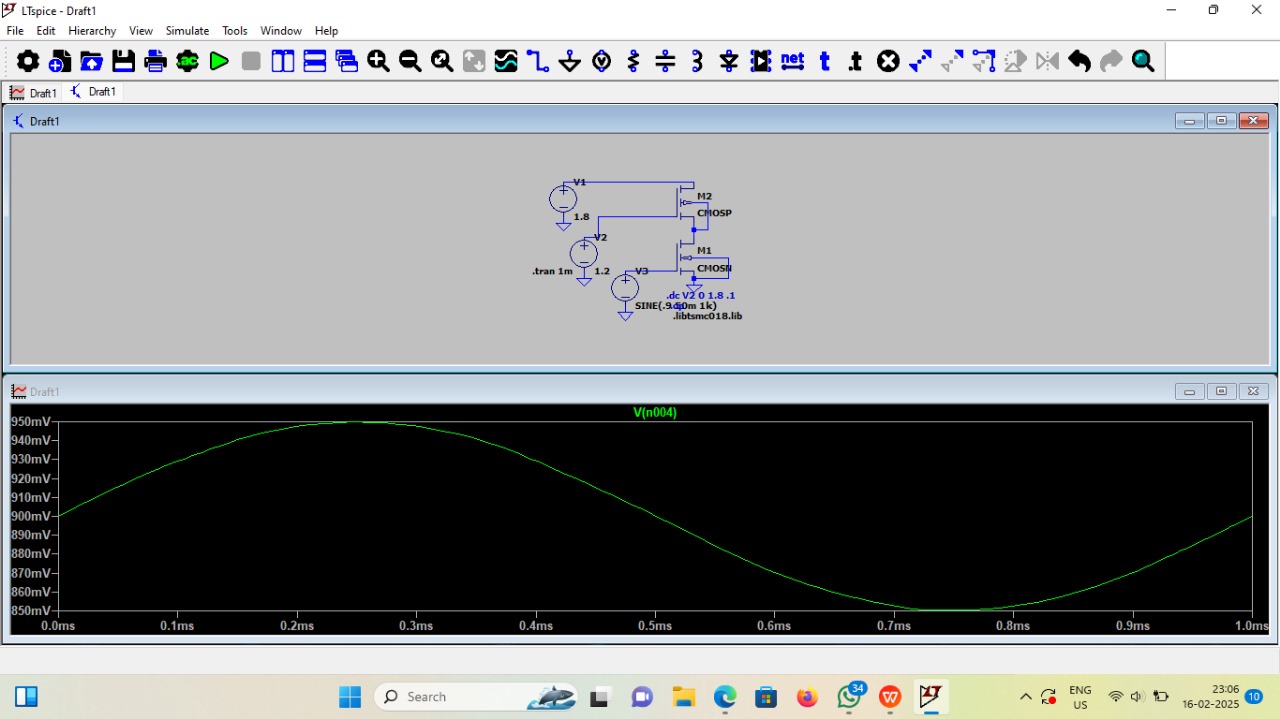 LTspice - Draft1
File Edit Hierarchy View Simulate Tools Window Help
.ac net t .t
Draft1 Draft1
Draft1
V1
M2
1.8
CMOSP
V2
M1
.tran 1m 1.2 V3 CMOSN
.dc V2 0 1.8 .1
SINE(.9 50m 1k)
.libtsmc018.lib
Draft1
V(n004)
950mV
940mV
930mV
920mV
910mV
900mV
890mV
880mV
870mV
860mV
850mV
0.0ms 0.1ms 0.2ms 0.3ms 0.4ms 0.5ms 0.6ms 0.7ms 0.8ms 0.9ms 1.0ms
Search
34
ENG
US
23:06
16-02-2025
10